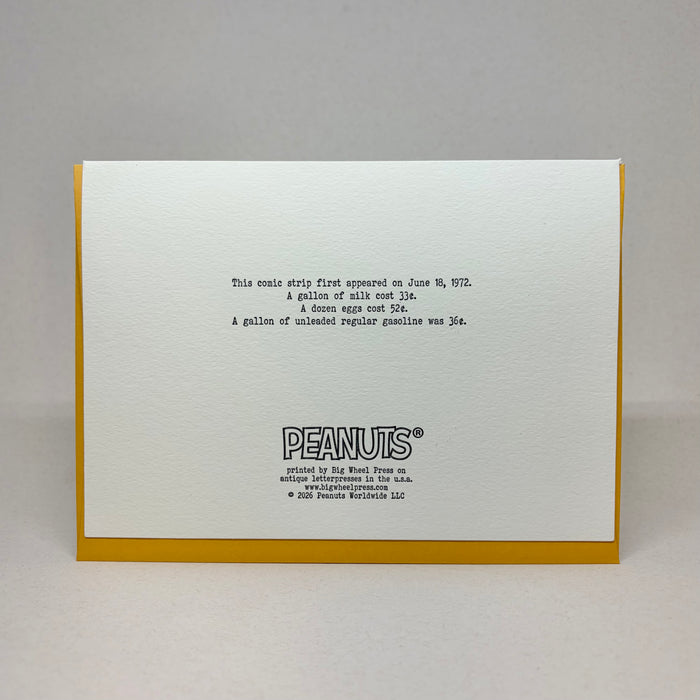 This comic strip first appeared on June 18, 1972.
A gallon of milk cost 33¢.
A dozen eggs cost 52¢.
A gallon of unleaded regular gasoline was 36¢.
PEANUTS®
printed by Big Wheel Press on
antique letterpresses in the u.s.a.
www.bigwheelpress.com
© 2026 Peanuts Worldwide LLC